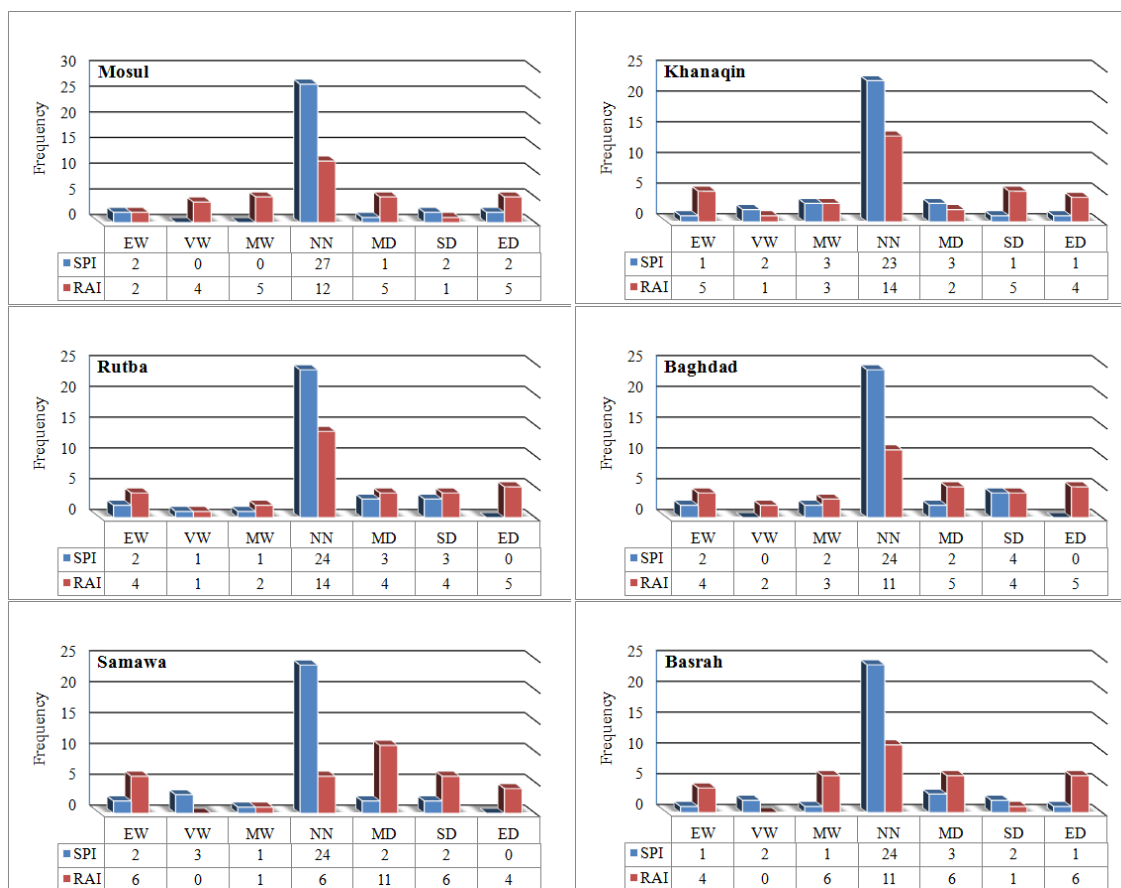 Mosul
Frequency
30
25
20
15
10
5
0
EW VW MW NN MD SD ED
SPI 2 0 0 27 1 2 2
RAI 2 4 5 12 5 1 5
Khanaqin
Frequency
25
20
15
10
5
0
EW VW MW NN MD SD ED
SPI 1 2 3 23 3 1 1
RAI 5 1 3 14 2 5 4
Rutba
Frequency
25
20
15
10
5
0
EW VW MW NN MD SD ED
SPI 2 1 1 24 3 3 0
RAI 4 1 2 14 4 4 5
Baghdad
Frequency
25
20
15
10
5
0
EW VW MW NN MD SD ED
SPI 2 0 2 24 2 4 0
RAI 4 2 3 11 5 4 5
Samawa
Frequency
25
20
15
10
5
0
EW VW MW NN MD SD ED
SPI 2 3 1 24 2 2 0
RAI 6 0 1 6 11 6 4
Basrah
Frequency
25
20
15
10
5
0
EW VW MW NN MD SD ED
SPI 1 2 1 24 3 2 1
RAI 4 0 6 11 6 1 6